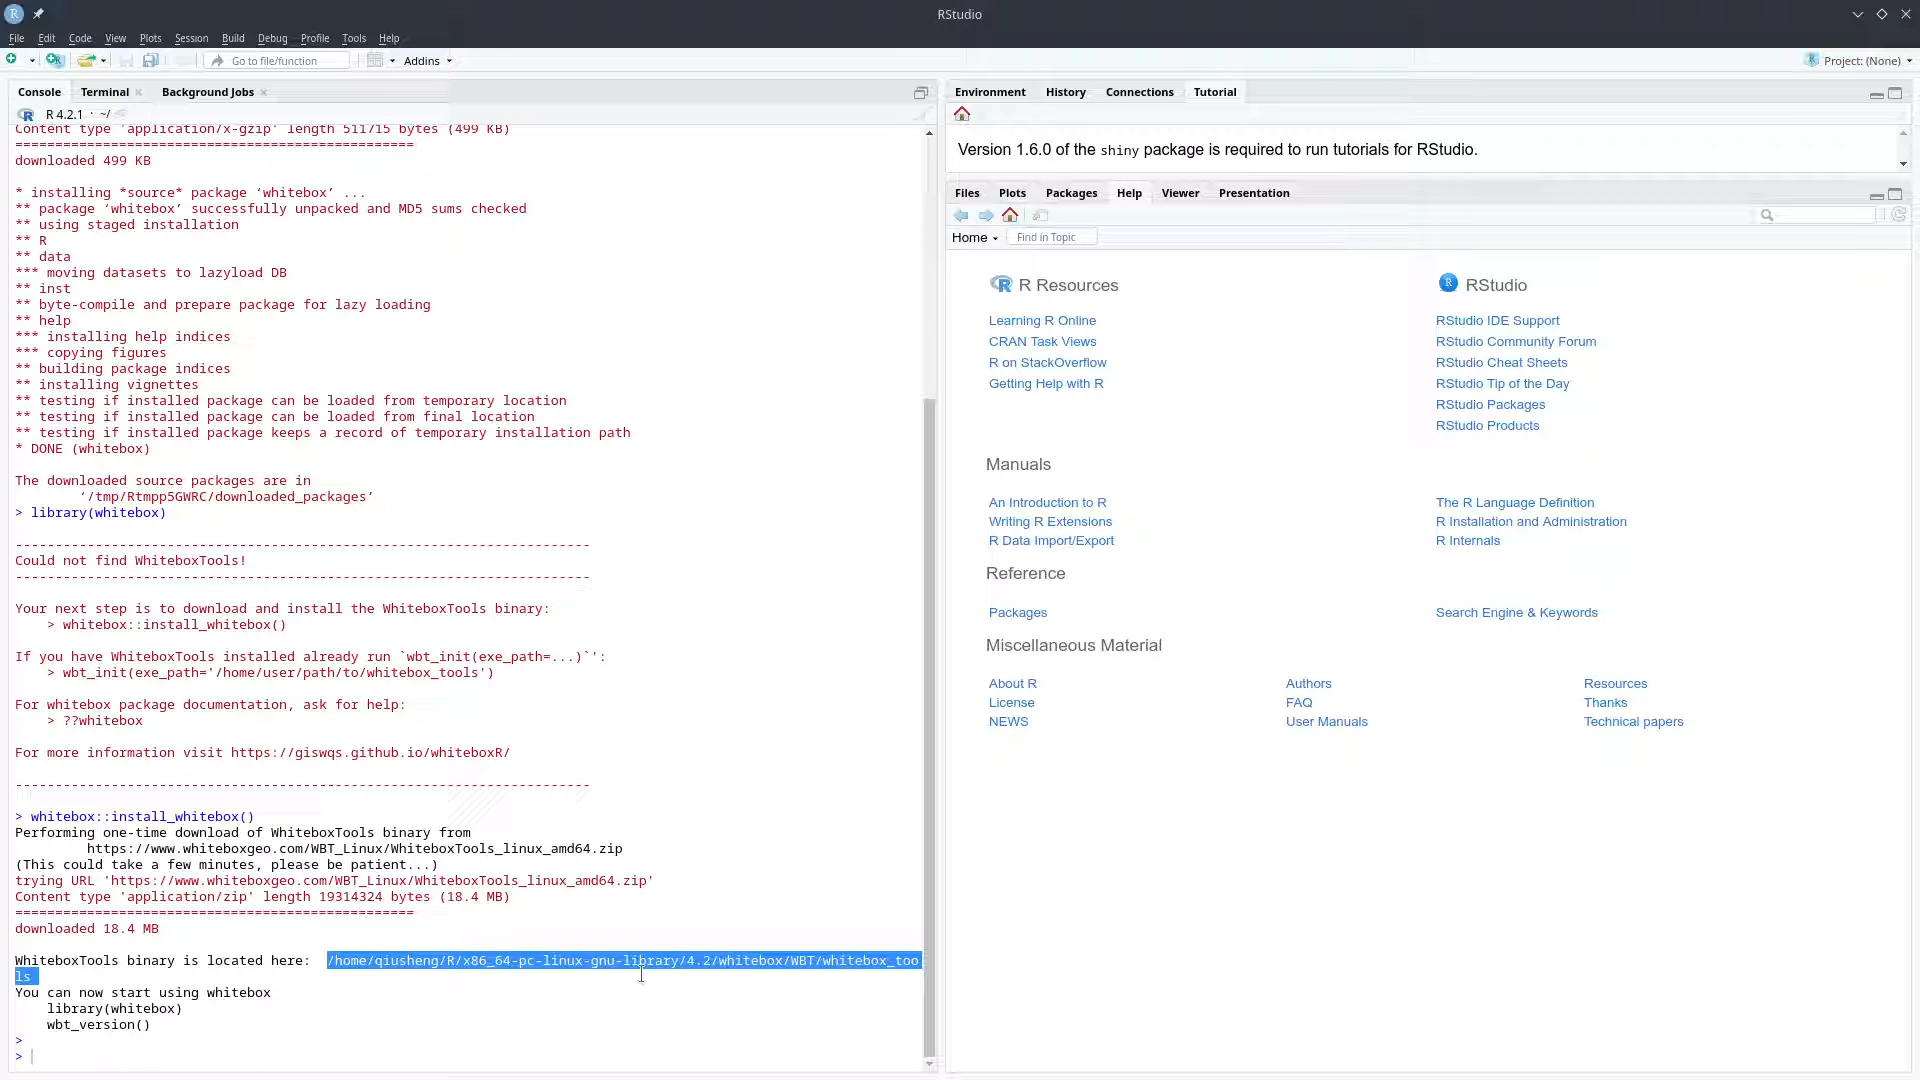 RStudio
File Edit Code View Plots Session Build Debug Profile Tools Help
Go to file/function Addins Project: (None)
Console Terminal Background Jobs
R 4.2.1 · ~/
Content type 'application/x-gzip' length 511715 bytes (499 KB)
==================================================
downloaded 499 KB
* installing *source* package ‘whitebox’ ...
** package ‘whitebox’ successfully unpacked and MD5 sums checked
** using staged installation
** R
** data
*** moving datasets to lazyload DB
** inst
** byte-compile and prepare package for lazy loading
** help
*** installing help indices
*** copying figures
** building package indices
** installing vignettes
** testing if installed package can be loaded from temporary location
** testing if installed package can be loaded from final location
** testing if installed package keeps a record of temporary installation path
* DONE (whitebox)
The downloaded source packages are in
‘/tmp/Rtmpp5GWRC/downloaded_packages’
> library(whitebox)
------------------------------------------------------------------------
Could not find WhiteboxTools!
------------------------------------------------------------------------
Your next step is to download and install the WhiteboxTools binary:
> whitebox::install_whitebox()
If you have WhiteboxTools installed already run `wbt_init(exe_path=...)`':
> wbt_init(exe_path='/home/user/path/to/whitebox_tools')
For whitebox package documentation, ask for help:
> ??whitebox
For more information visit https://giswqs.github.io/whiteboxR/
------------------------------------------------------------------------
> whitebox::install_whitebox()
Performing one-time download of WhiteboxTools binary from
https://www.whiteboxgeo.com/WBT_Linux/WhiteboxTools_linux_amd64.zip
(This could take a few minutes, please be patient...)
trying URL 'https://www.whiteboxgeo.com/WBT_Linux/WhiteboxTools_linux_amd64.zip'
Content type 'application/zip' length 19314324 bytes (18.4 MB)
==================================================
downloaded 18.4 MB
WhiteboxTools binary is located here: /home/qiusheng/R/x86_64-pc-linux-gnu-library/4.2/whitebox/WBT/whitebox_too
ls
You can now start using whitebox
library(whitebox)
wbt_version()
>
>
Environment History Connections Tutorial
Version 1.6.0 of the shiny package is required to run tutorials for RStudio.
Files Plots Packages Help Viewer Presentation
Home Find in Topic
R Resources
Learning R Online
CRAN Task Views
R on StackOverflow
Getting Help with R
RStudio
RStudio IDE Support
RStudio Community Forum
RStudio Cheat Sheets
RStudio Tip of the Day
RStudio Packages
RStudio Products
Manuals
An Introduction to R The R Language Definition
Writing R Extensions R Installation and Administration
R Data Import/Export R Internals
Reference
Packages Search Engine & Keywords
Miscellaneous Material
About R Authors Resources
License FAQ Thanks
NEWS User Manuals Technical papers